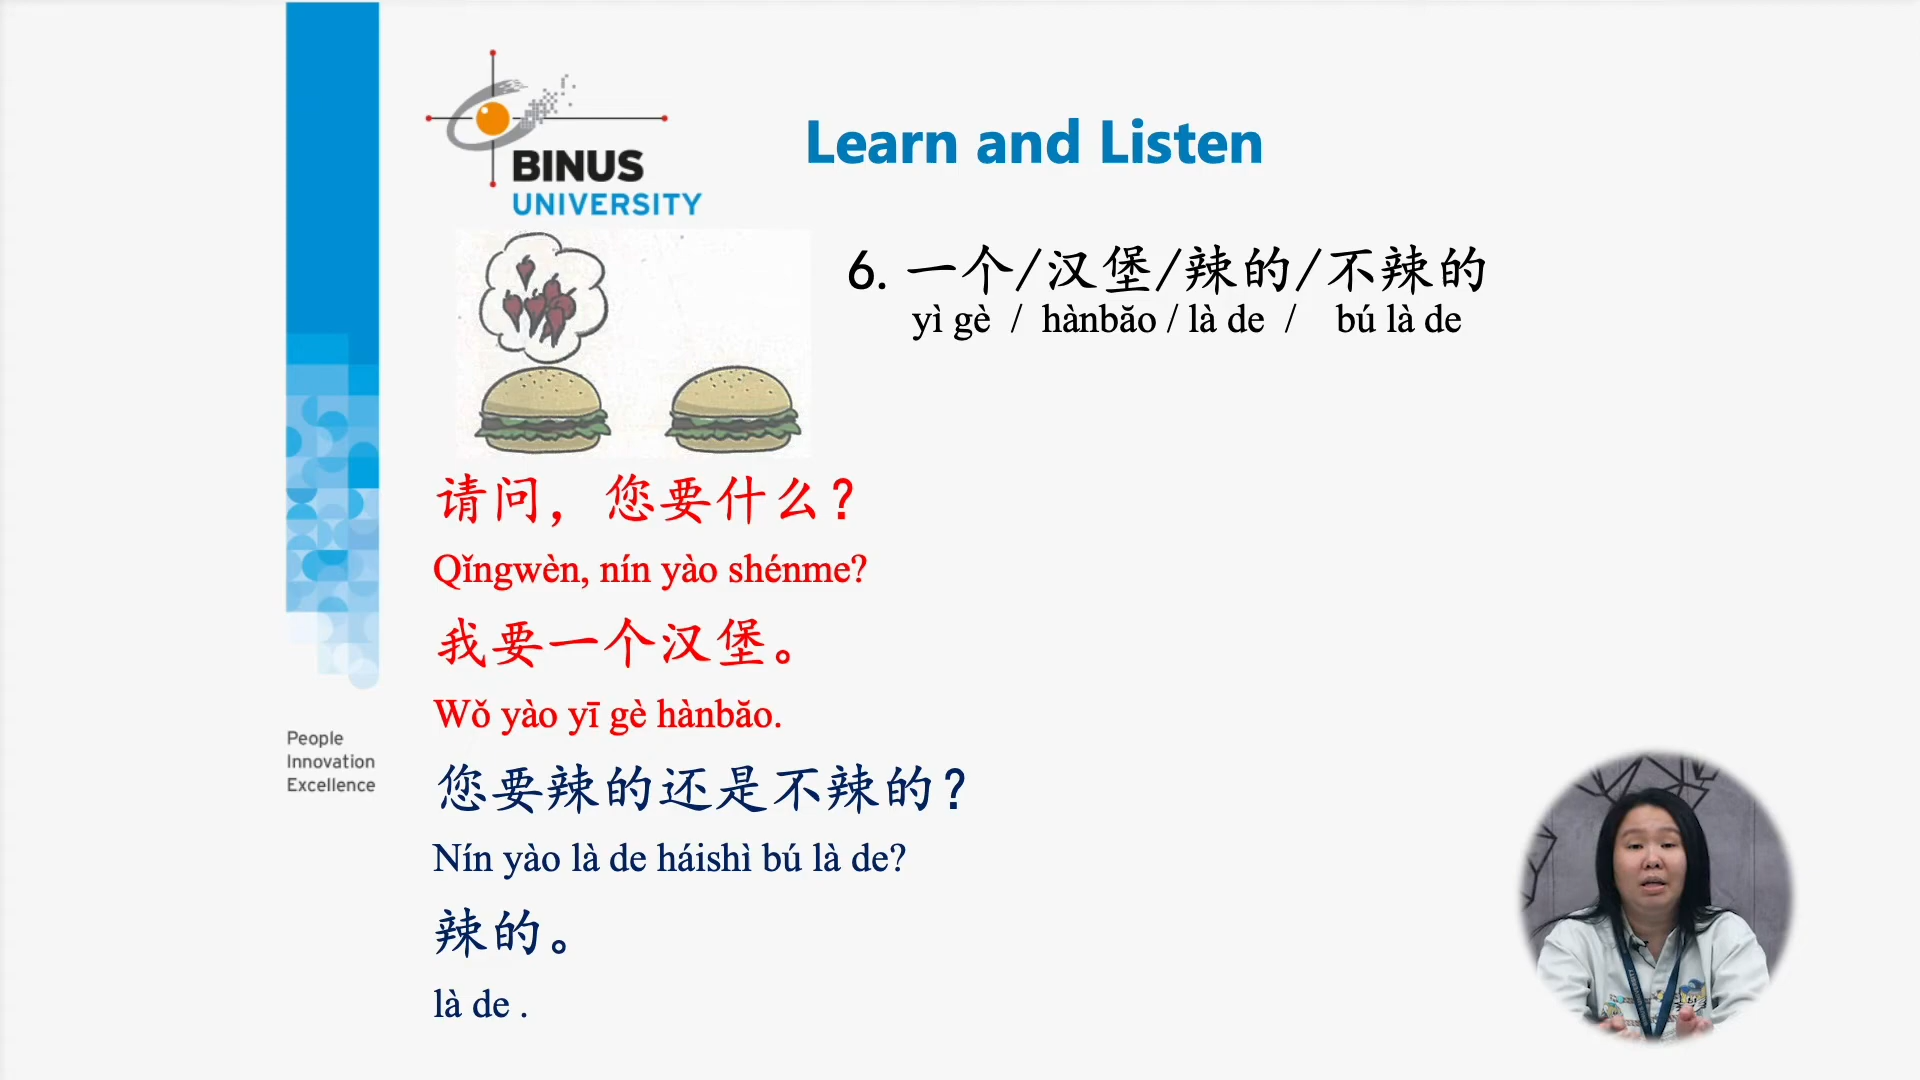 BINUS
UNIVERSITY
Learn and Listen
6. 一个/汉堡/辣的/不辣的
yì gè / hànbăo / là de / bú là de
请问，您要什么？
Qǐngwèn, nín yào shénme?
我要一个汉堡。
Wǒ yào yī gè hànbăo.
您要辣的还是不辣的？
Nín yào là de háishì bú là de?
辣的。
là de .
People
Innovation
Excellence